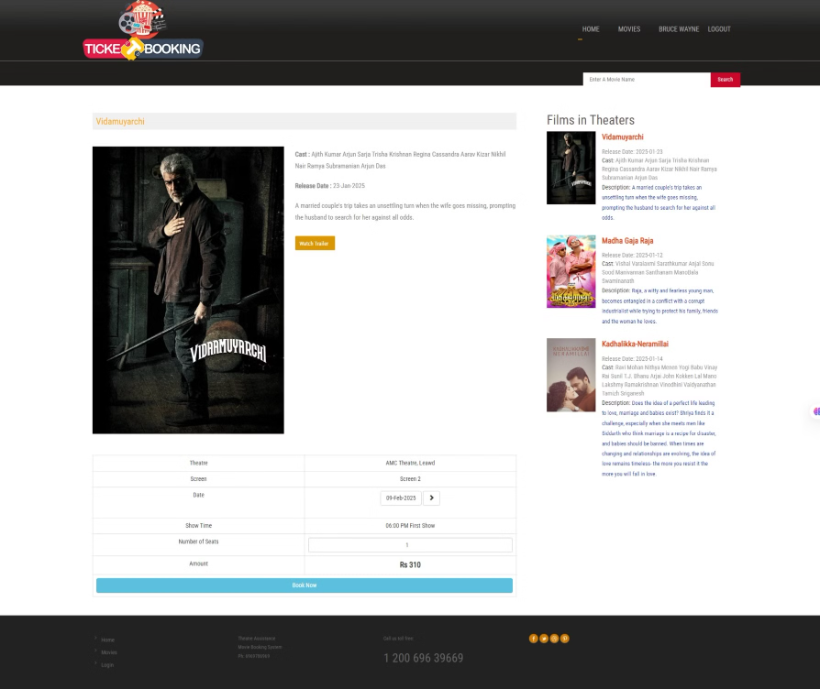 TICKE BOOKING
HOME MOVIES BRUCE WAYNE LOGOUT
Enter A Movie Name Search
Vidamuyarchi
VIDAAMUYARCHI
Cast : Ajith Kumar Arjun Sarja Trisha Krishnan Regina Cassandra Aarav Kizar Nikhil
Nair Ramya Subramanian Arjun Das
Release Date : 23-Jan-2025
A married couple's trip takes an unsettling turn when the wife goes missing, prompting
the husband to search for her against all odds.
Watch Trailer
Theatre AMC Theatre,
Screen Screen 2
Date 09-Feb-2025
Show Time 06:00 PM First Show
Number of Seats 1
Amount Rs 310
Book Now
Films in Theaters
Vidamuyarchi
Release Date: 2025-01-23
Cast: Ajith Kumar Arjun Sarja Trisha Krishnan
Regina Cassandra Aarav Kizar Nikhil Nair Ramya
Subramanian Arjun Das
Description: A married couple's trip takes an
unsettling turn when the wife goes missing,
prompting the husband to search for her against all
odds.
Madha Gaja Raja
Release Date: 2025-01-12
Cast: Vishal Varalaxmi Sarathkumar Anjali Sonu
Sood Manivannan Santhanam Manobala
Swaminathan
Description: Raja, a witty and fearless young man,
becomes entangled in a conflict with a corrupt
industrialist while trying to protect his family, friends
and the woman he loves.
Kadhalikka-Neramillai
Release Date: 2025-01-14
Cast: Ravi Mohan Nithya Menon Yogi Babu Vinay
Rai Sunil T.J. Bhanu John Kokken Lal Mano
Lakshmy Ramakrishnan Vinodhini Vaidyanathan
Description: Does the idea of a perfect life leading
to love, marriage and babies exist? Shriya finds it a
challenge, especially when she meets men like
Siddarth who think marriage is a recipe for disaster,
and babies should be banned. When times are
changing and relationships are evolving, the idea of
love remains timeless- the more you resist it the
more you will fall in love.
Home
Movies
Login
Theatre Assistance
Movie Booking System
Call us toll free
1 200 696 39669